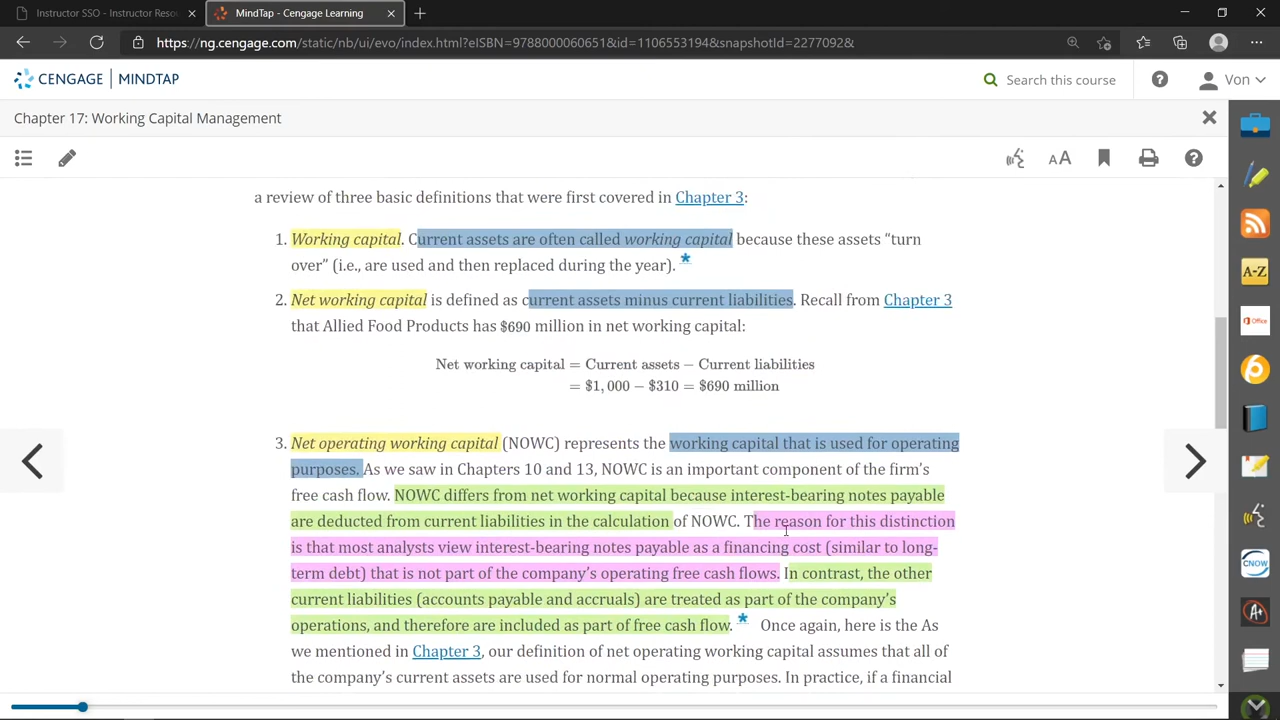 Instructor SSO - Instructor Resou
MindTap - Cengage Learning
https://ng.cengage.com/static/nb/ui/evo/index.html?eISBN=9788000060651&id=1106553194&snapshotId=2277092&
CENGAGE | MINDTAP
Search this course
Von
Chapter 17: Working Capital Management
AA
a review of three basic definitions that were first covered in Chapter 3:
1. Working capital. Current assets are often called working capital because these assets “turn
over” (i.e., are used and then replaced during the year). *
2. Net working capital is defined as current assets minus current liabilities. Recall from Chapter 3
that Allied Food Products has $690 million in net working capital:
Net working capital = Current assets − Current liabilities
= $1,000 − $310 = $690 million
3. Net operating working capital (NOWC) represents the working capital that is used for operating
purposes. As we saw in Chapters 10 and 13, NOWC is an important component of the firm’s
free cash flow. NOWC differs from net working capital because interest-bearing notes payable
are deducted from current liabilities in the calculation of NOWC. The reason for this distinction
is that most analysts view interest-bearing notes payable as a financing cost (similar to long-
term debt) that is not part of the company’s operating free cash flows. In contrast, the other
current liabilities (accounts payable and accruals) are treated as part of the company’s
operations, and therefore are included as part of free cash flow. * Once again, here is the As
we mentioned in Chapter 3, our definition of net operating working capital assumes that all of
the company’s current assets are used for normal operating purposes. In practice, if a financial
A-Z
Office
CNOW
A+